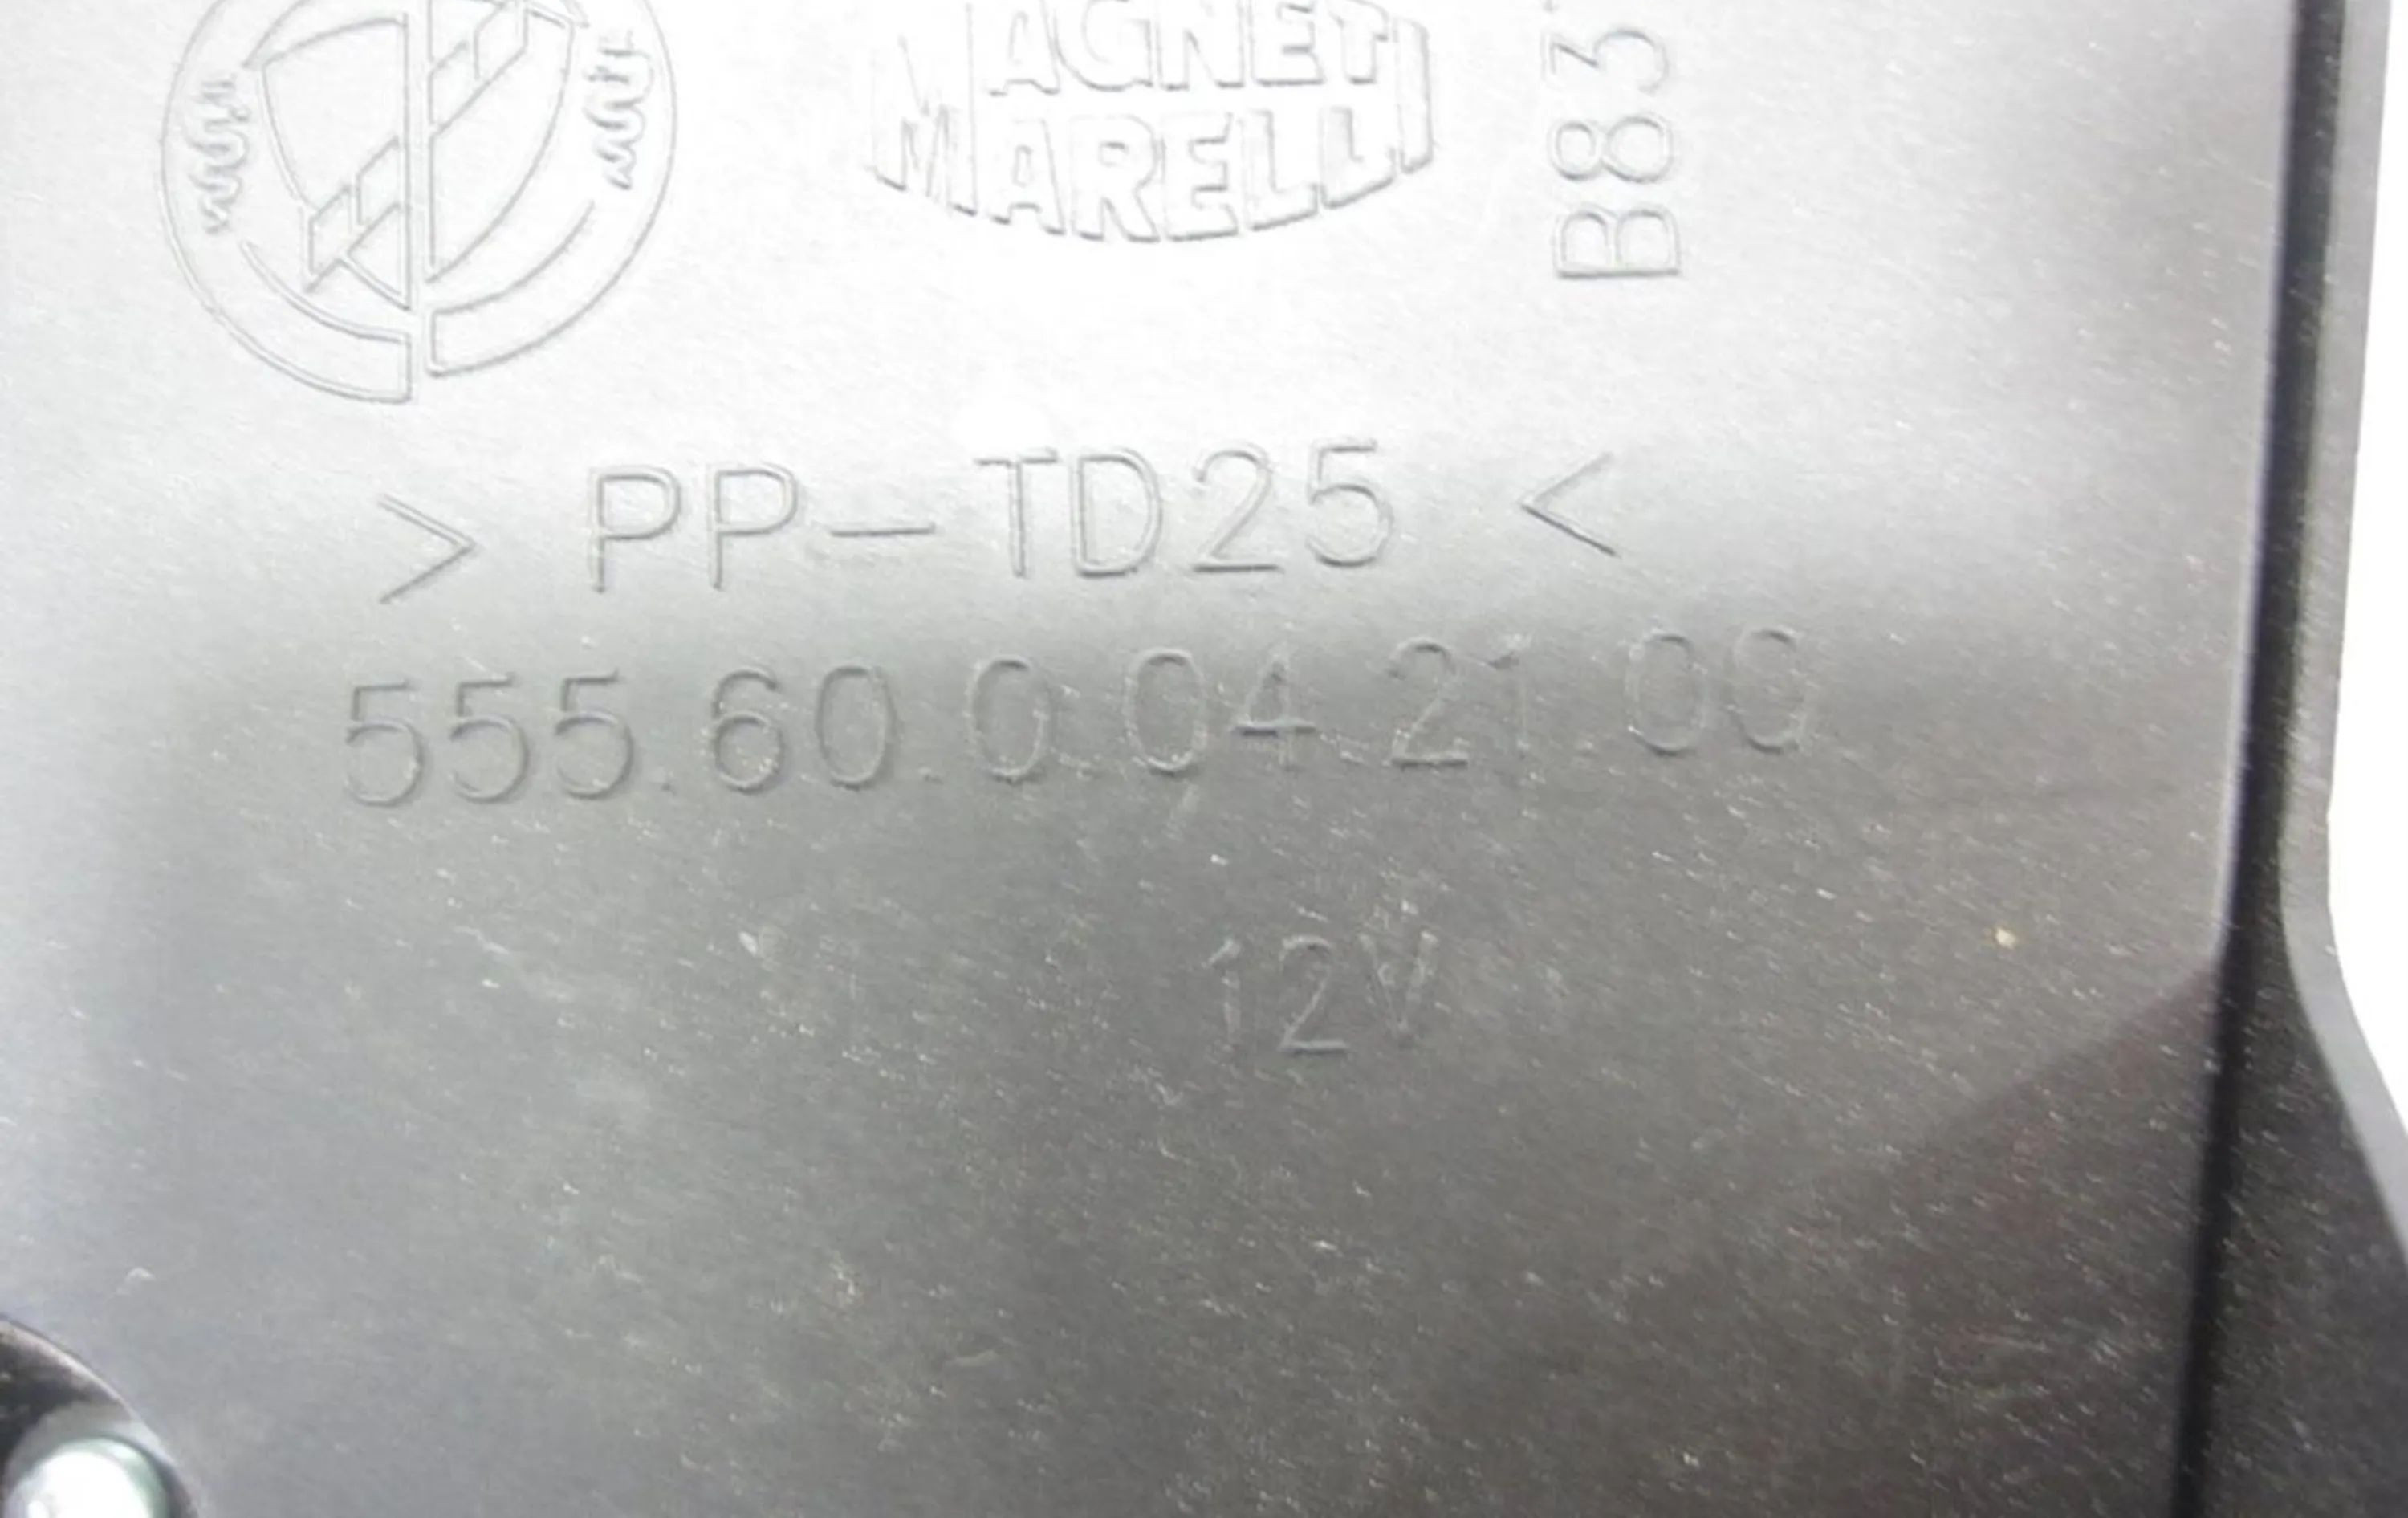 MAGNETI
MARELLI
B83
> PP-TD25 <
555.60.0.04.21.00
12V